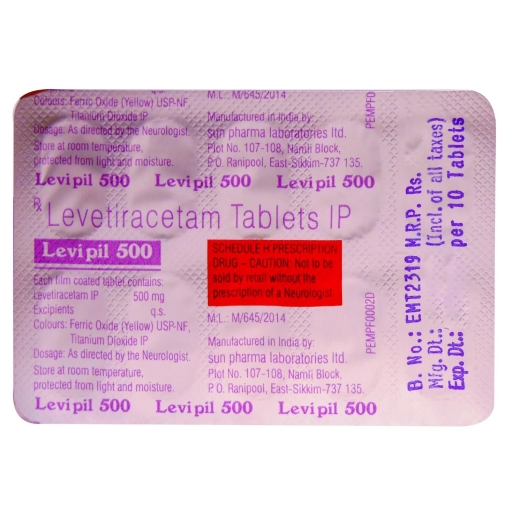 Colours: Ferric Oxide (Yellow) USP-NF,
Titanium Dioxide IP
Dosage: As directed by the Neurologist.
Store at room temperature,
protected from light and moisture.
M.L.: M/645/2014
Manufactured in India by:
sun pharma laboratories ltd.
Plot No. 107-108, Namli Block,
P.O. Ranipool, East-Sikkim-737 135.
PEMPF0
Levipil 500 Levipil 500 Levipil 500
Rx Levetiracetam Tablets IP
Levipil 500
SCHEDULE H PRESCRIPTION
DRUG – CAUTION: Not to be
sold by retail without the
prescription of a Neurologist.
Each film coated tablet contains:
Levetiracetam IP 500 mg
Excipients q.s.
Colours: Ferric Oxide (Yellow) USP-NF,
Titanium Dioxide IP
Dosage: As directed by the Neurologist.
Store at room temperature,
protected from light and moisture.
M.L.: M/645/2014
Manufactured in India by:
sun pharma laboratories ltd.
Plot No. 107-108, Namli Block,
P.O. Ranipool, East-Sikkim-737 135.
PEMPF0002D
Levipil 500 Levipil 500 Levipil 500
B. No.: EMT2319 M.R.P. Rs.
Mfg. Dt.: (Incl. of all taxes)
Exp. Dt.: per 10 Tablets